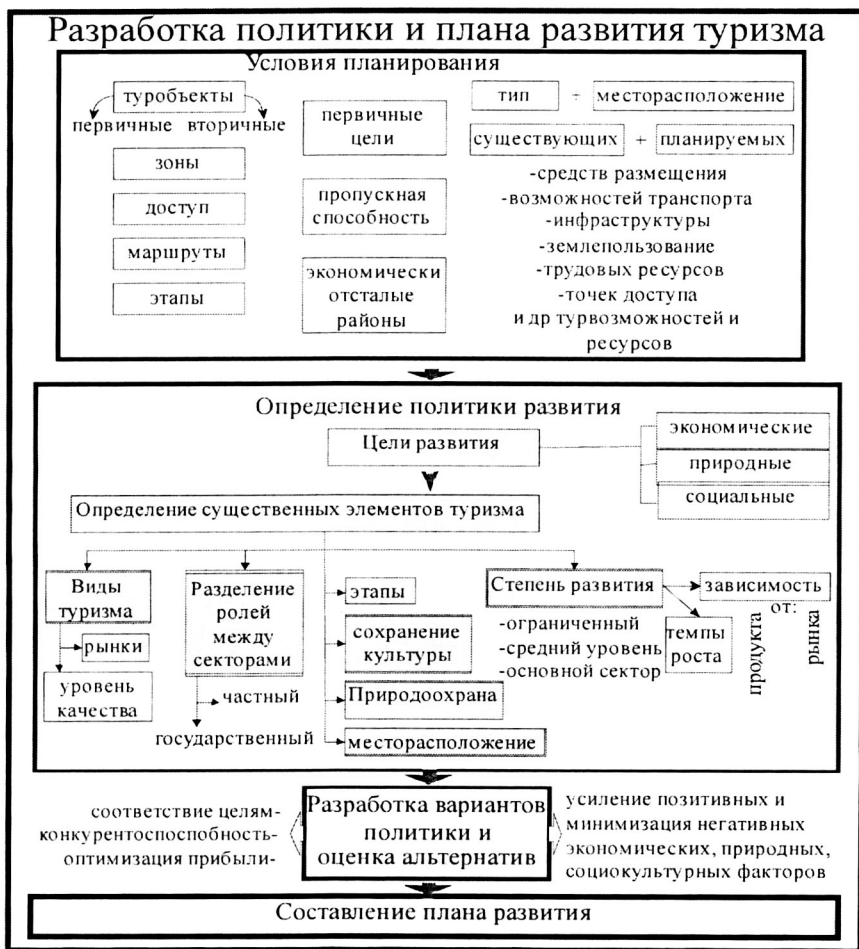 Разработка политики и плана развития туризма
Условия планирования
туробъекты
первичные вторичные
зоны
доступ
маршруты
этапы
первичные
цели
пропускная
способность
экономически
отсталые
районы
тип + месторасположение
существующих + планируемых
-средств размещения
-возможностей транспорта
-инфраструктуры
-землепользование
-трудовых ресурсов
-точек доступа
и др турвозможностей и
ресурсов
Определение политики развития
Цели развития
экономические
природные
социальные
Определение существенных элементов туризма
Виды
туризма
рынки
уровень
качества
Разделение
ролей
между
секторами
частный
государственный
этапы
сохранение
культуры
Природоохрана
месторасположение
Степень развития
-ограниченный
-средний уровень
-основной сектор
зависимость
от:
темпы
роста
продукта
рынка
соответствие целям-
конкурентоспоспобность-
оптимизация прибыли-
Разработка вариантов
политики и
оценка альтернатив
усиление позитивных и
минимизация негативных
экономических, природных,
социокультурных факторов
Составление плана развития